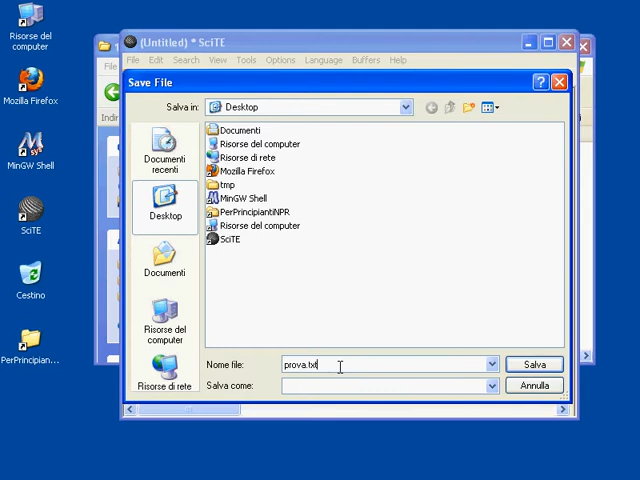 Risorse del
computer
Mozilla Firefox
MinGW Shell
SciTE
Cestino
PerPrincipian...
(Untitled) * SciTE
File Edit Search View Tools Options Language Buffers Help
Save File
Salva in: Desktop
Documenti
recenti
Desktop
Documenti
Risorse del
computer
Risorse di rete
Documenti
Risorse del computer
Risorse di rete
Mozilla Firefox
tmp
MinGW Shell
PerPrincipiantiNPR
Risorse del computer
SciTE
Nome file: prova.txt Salva
Salva come: Annulla